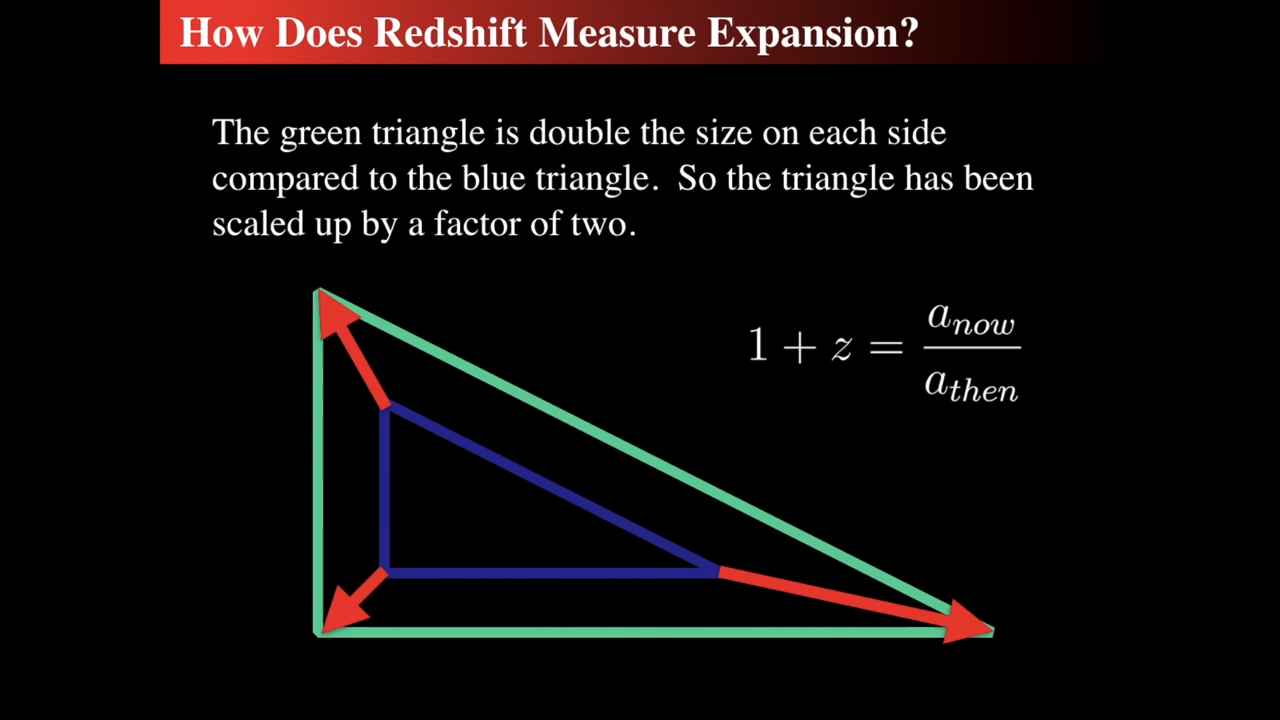 How Does Redshift Measure Expansion?
The green triangle is double the size on each side
compared to the blue triangle.  So the triangle has been
scaled up by a factor of two.
1 + z = a_now / a_then